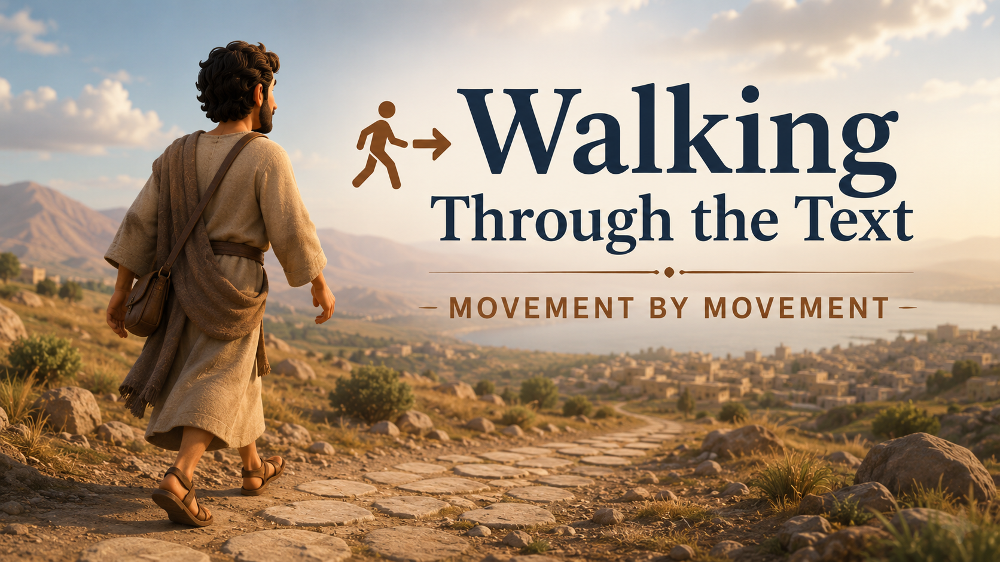 Walking
Through the Text
MOVEMENT BY MOVEMENT